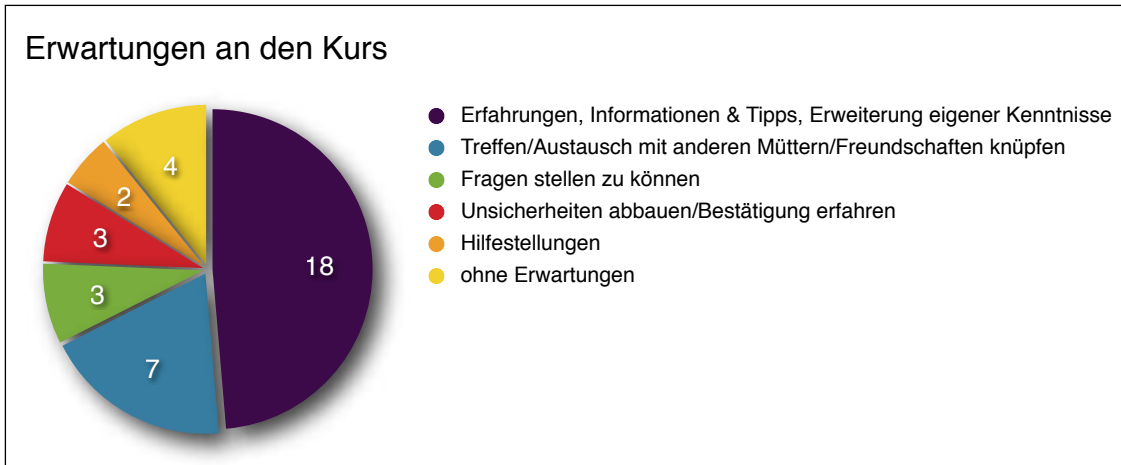 Erwartungen an den Kurs
Erfahrungen, Informationen & Tipps, Erweiterung eigener Kenntnisse
Treffen/Austausch mit anderen Müttern/Freundschaften knüpfen
Fragen stellen zu können
Unsicherheiten abbauen/Bestätigung erfahren
Hilfestellungen
ohne Erwartungen
4
2
3
3
7
18